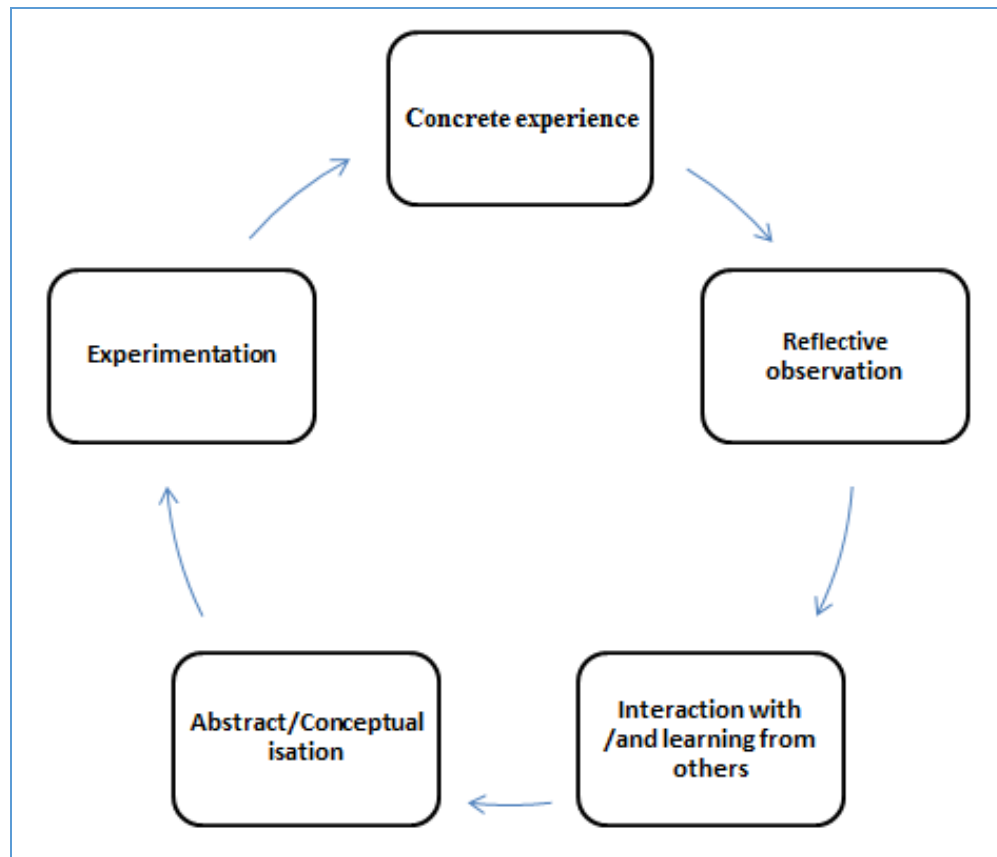 Concrete experience
Reflective
observation
Interaction with
/and learning from
others
Abstract/Conceptual
isation
Experimentation